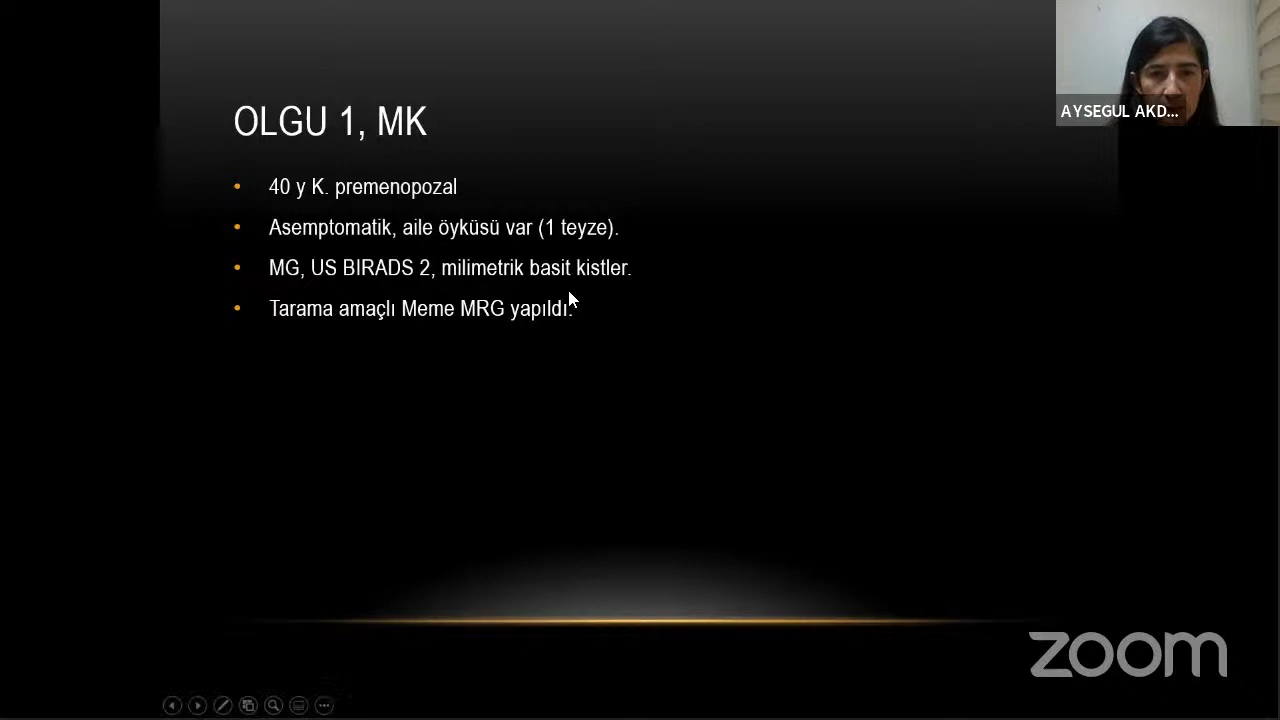 AYSEGUL AKD...
OLGU 1, MK
• 40 y K. premenopozal
• Asemptomatik, aile öyküsü var (1 teyze).
• MG, US BIRADS 2, milimetrik basit kistler.
• Tarama amaçlı Meme MRG yapıldı.
zoom